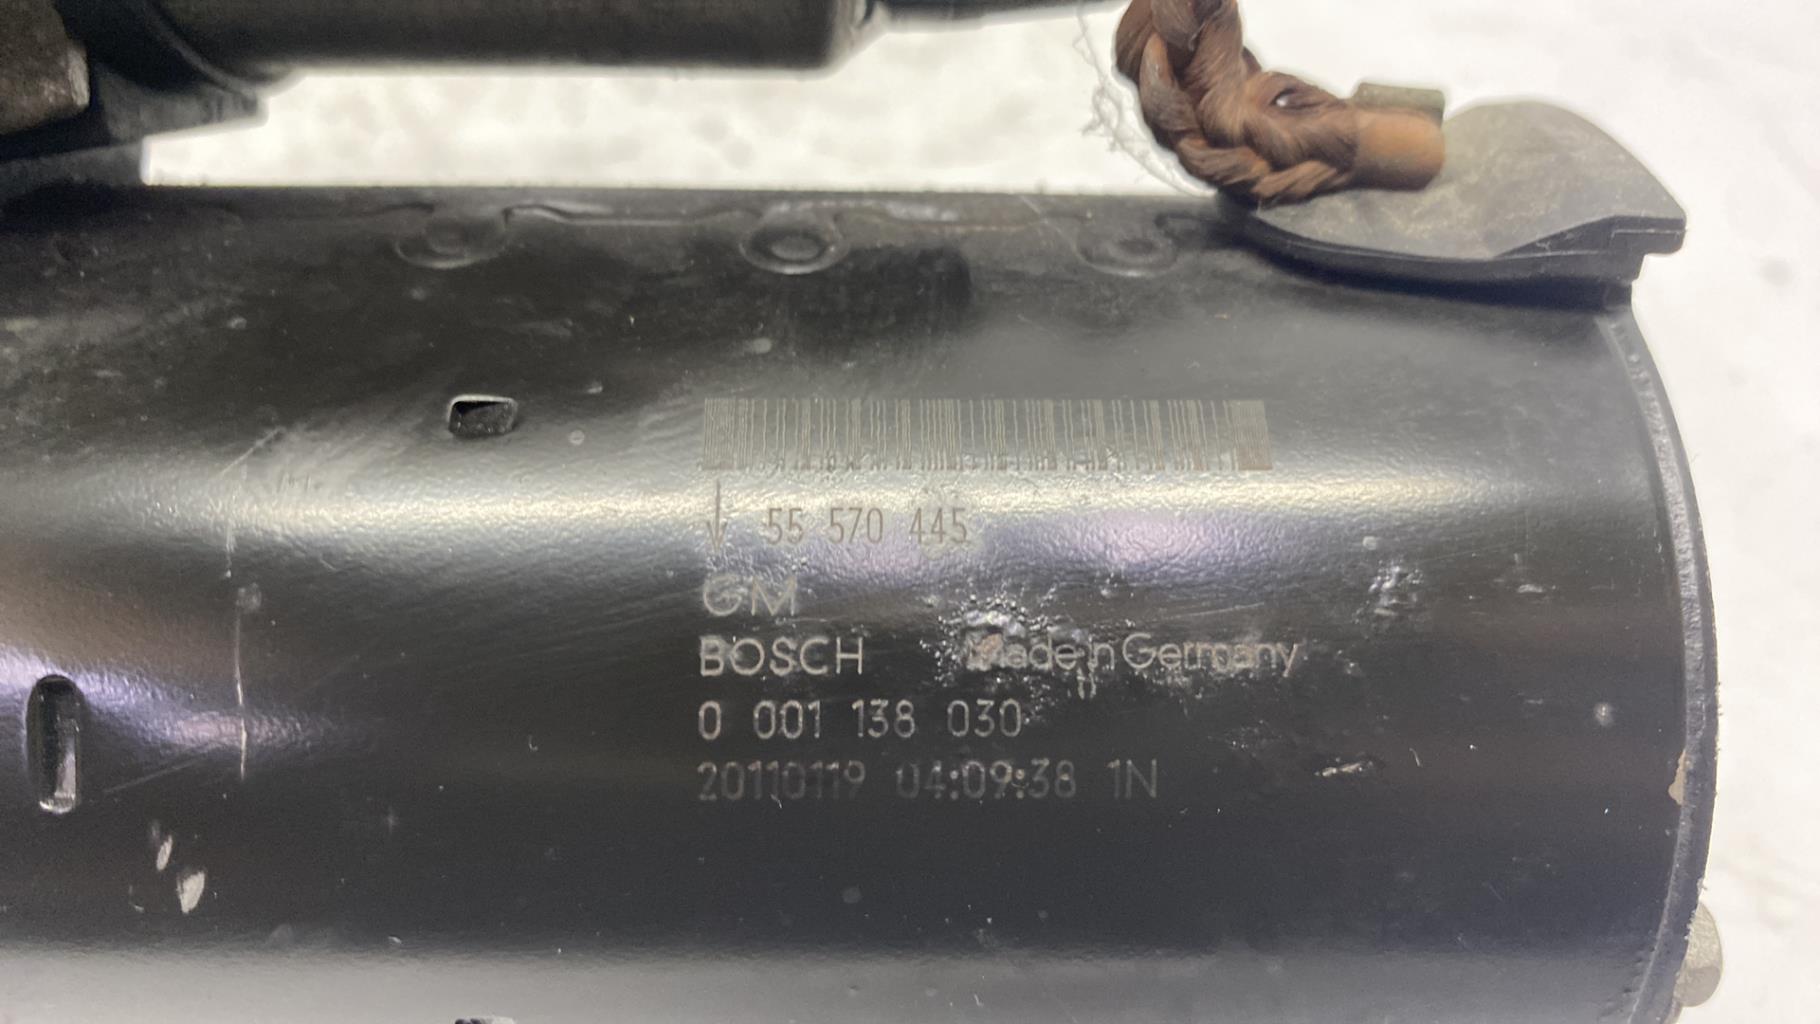 55 570 445
GM
BOSCH Made in Germany
0 001 138 030
20110119 04:09:38 1N